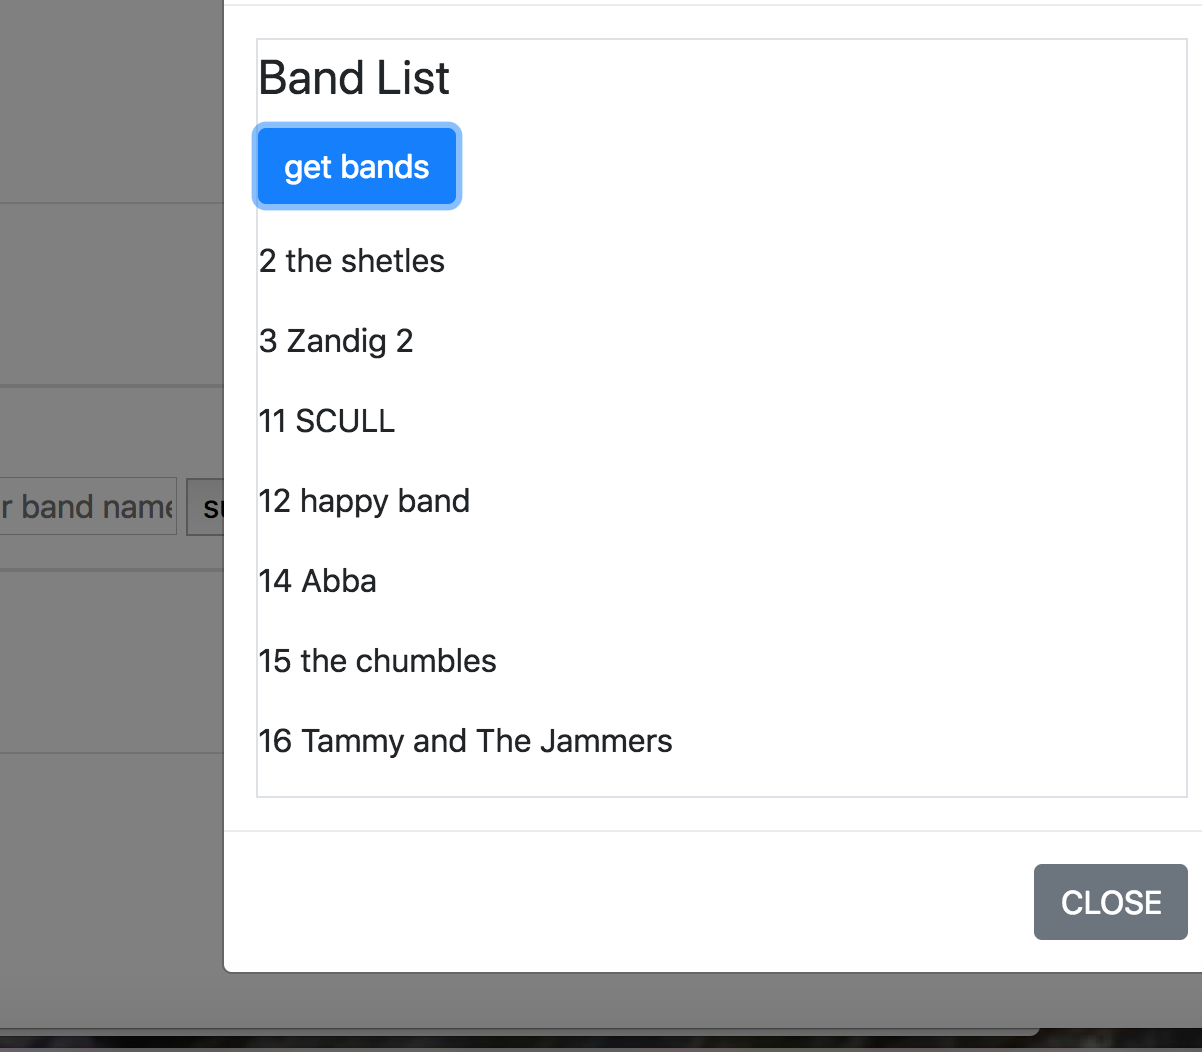 Band List
get bands
2 the shetles
3 Zandig 2
11 SCULL
12 happy band
14 Abba
15 the chumbles
16 Tammy and The Jammers
r band name
su
CLOSE